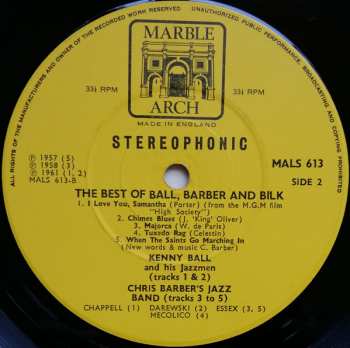 ALL RIGHTS OF THE MANUFACTURERS AND OWNER OF THE RECORDED WORK RESERVED
UNAUTHORIZED PUBLIC PERFORMANCE, BROADCASTING AND COPYING OF THIS RECORD PROHIBITED
MARBLE
33⅓ RPM
33⅓ RPM
ARCH
MADE IN ENGLAND
STEREOPHONIC
℗ 1957 (5)
℗ 1958 (3)
℗ 1961 (1, 2)
MALS 613-B
MALS 613
SIDE 2
THE BEST OF BALL, BARBER AND BILK
1. I Love You, Samantha (Porter) (from the M.G.M film
"High Society")
2. Chimes Blues (J. 'King' Oliver)
3. Majorca (W. de Paris)
4. Tuxedo Rag (Celestin)
5. When The Saints Go Marching In
(New words & music C. Barber)
KENNY BALL
and his Jazzmen
(tracks 1 & 2)
CHRIS BARBER'S JAZZ
BAND (tracks 3 to 5)
CHAPPELL (1) DAREWSKI (2) ESSEX (3, 5)
MECOLICO (4)